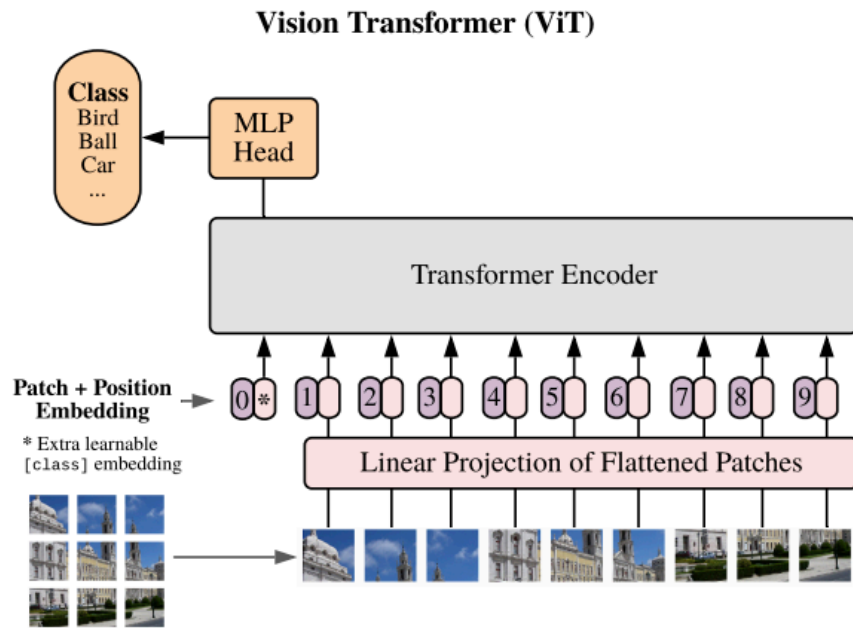 Vision Transformer (ViT)
Class
Bird
Ball
Car
...
MLP
Head
Transformer Encoder
Patch + Position
Embedding
0 * 1 2 3 4 5 6 7 8 9
* Extra learnable
[class] embedding
Linear Projection of Flattened Patches